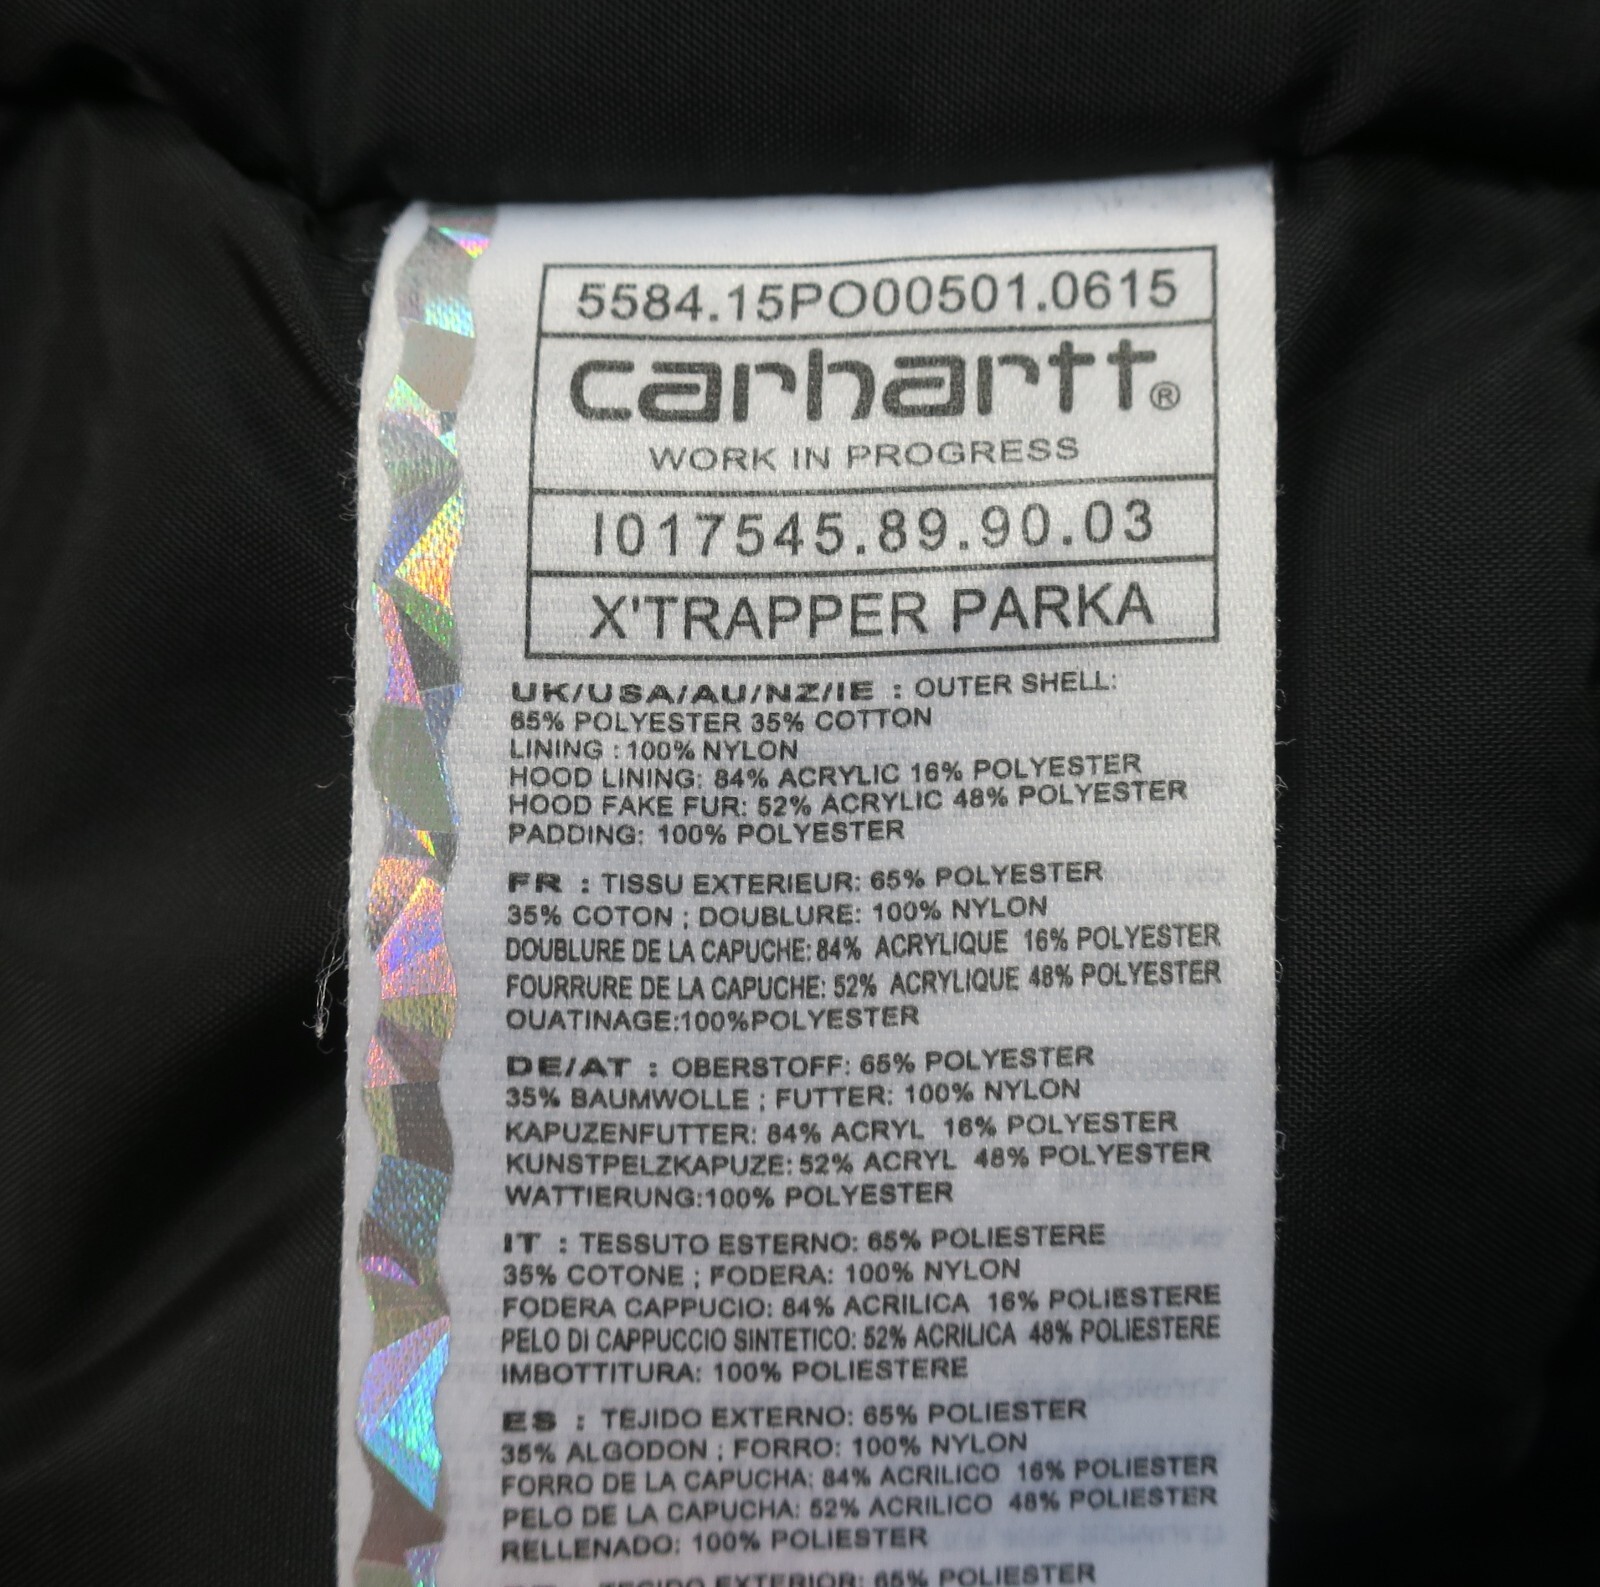 5584.15PO00501.0615
carhartt®
WORK IN PROGRESS
I017545.89.90.03
X'TRAPPER PARKA
UK/USA/AU/NZ/IE : OUTER SHELL:
65% POLYESTER 35% COTTON
LINING : 100% NYLON
HOOD LINING: 84% ACRYLIC 16% POLYESTER
HOOD FAKE FUR: 52% ACRYLIC 48% POLYESTER
PADDING: 100% POLYESTER
FR : TISSU EXTERIEUR: 65% POLYESTER
35% COTON ; DOUBLURE: 100% NYLON
DOUBLURE DE LA CAPUCHE: 84% ACRYLIQUE 16% POLYESTER
FOURRURE DE LA CAPUCHE: 52% ACRYLIQUE 48% POLYESTER
OUATINAGE:100%POLYESTER
DE/AT : OBERSTOFF: 65% POLYESTER
35% BAUMWOLLE ; FUTTER: 100% NYLON
KAPUZENFUTTER: 84% ACRYL 16% POLYESTER
KUNSTPELZKAPUZE: 52% ACRYL 48% POLYESTER
WATTIERUNG:100% POLYESTER
IT : TESSUTO ESTERNO: 65% POLIESTERE
35% COTONE ; FODERA: 100% NYLON
FODERA CAPPUCIO: 84% ACRILICA 16% POLIESTERE
PELO DI CAPPUCCIO SINTETICO: 52% ACRILICA 48% POLIESTERE
IMBOTTITURA: 100% POLIESTERE
ES : TEJIDO EXTERNO: 65% POLIESTER
35% ALGODON ; FORRO: 100% NYLON
FORRO DE LA CAPUCHA: 84% ACRILICO 16% POLIESTER
PELO DE LA CAPUCHA: 52% ACRILICO 48% POLIESTER
RELLENADO: 100% POLIESTER
: TECIDO EXTERIOR: 65% POLIESTER